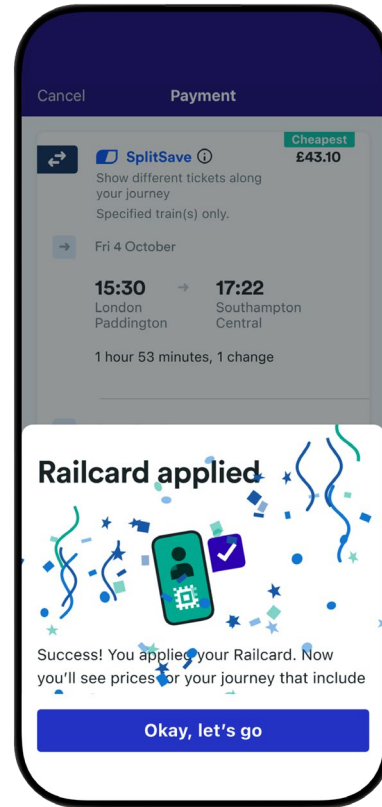 Cancel Payment
Cheapest
SplitSave £43.10
Show different tickets along
your journey
Specified train(s) only.
Fri 4 October
15:30 17:22
London Southampton
Paddington Central
1 hour 53 minutes, 1 change
Railcard applied
Success! You applied your Railcard. Now
you'll see prices for your journey that include
Okay, let's go